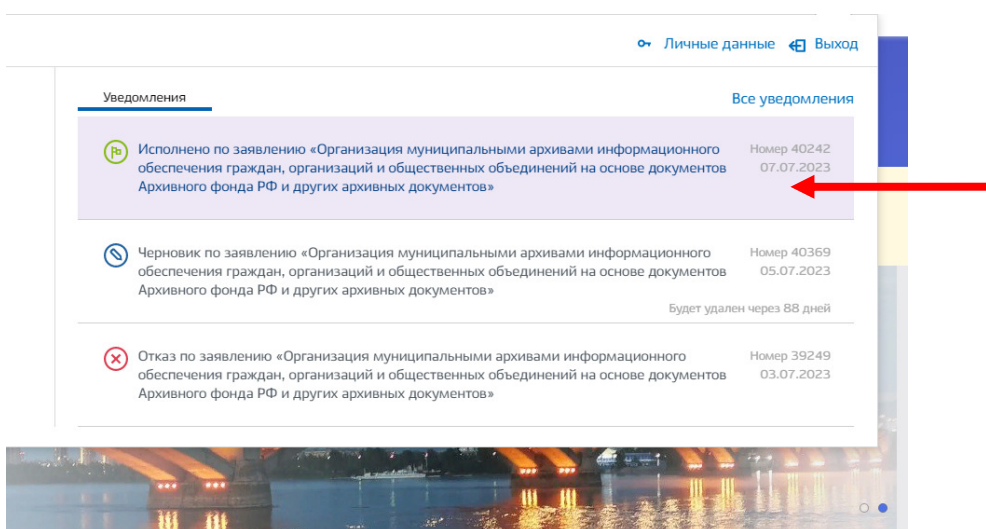 Личные данные Выход
Уведомления Все уведомления
Исполнено по заявлению «Организация муниципальными архивами информационного Номер 40242
обеспечения граждан, организаций и общественных объединений на основе документов 07.07.2023
Архивного фонда РФ и других архивных документов»
Черновик по заявлению «Организация муниципальными архивами информационного Номер 40369
обеспечения граждан, организаций и общественных объединений на основе документов 05.07.2023
Архивного фонда РФ и других архивных документов»
Будет удален через 88 дней
Отказ по заявлению «Организация муниципальными архивами информационного Номер 39249
обеспечения граждан, организаций и общественных объединений на основе документов 03.07.2023
Архивного фонда РФ и других архивных документов»